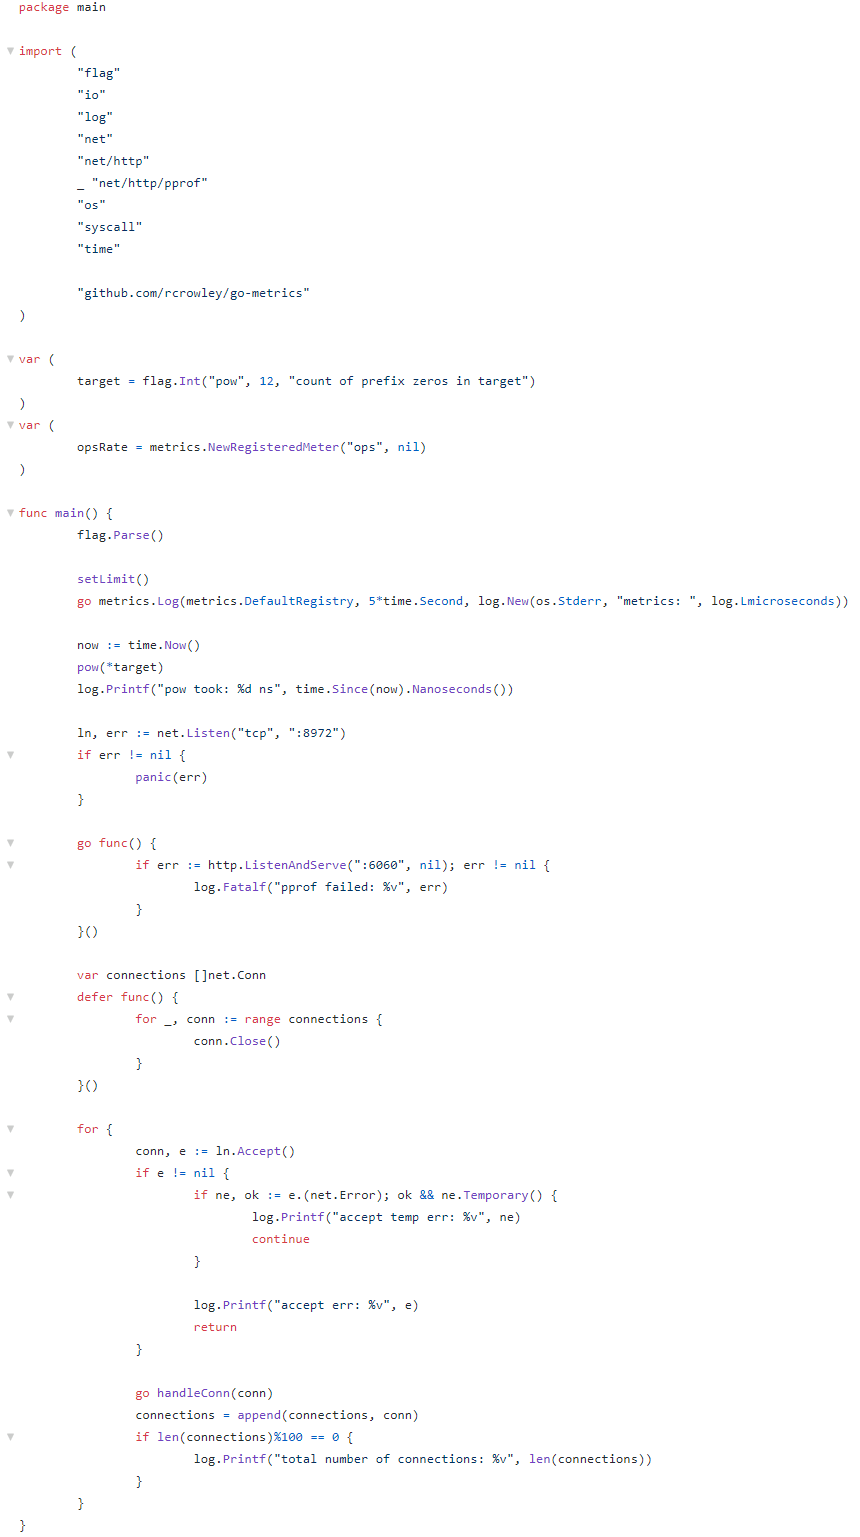 package main
import (
"flag"
"io"
"log"
"net"
"net/http"
_ "net/http/pprof"
"os"
"syscall"
"time"
"github.com/rcrowley/go-metrics"
)
var (
target = flag.Int("pow", 12, "count of prefix zeros in target")
)
var (
opsRate = metrics.NewRegisteredMeter("ops", nil)
)
func main() {
flag.Parse()
setLimit()
go metrics.Log(metrics.DefaultRegistry, 5*time.Second, log.New(os.Stderr, "metrics: ", log.Lmicroseconds))
now := time.Now()
pow(*target)
log.Printf("pow took: %d ns", time.Since(now).Nanoseconds())
ln, err := net.Listen("tcp", ":8972")
if err != nil {
panic(err)
}
go func() {
if err := http.ListenAndServe(":6060", nil); err != nil {
log.Fatalf("pprof failed: %v", err)
}
}()
var connections []net.Conn
defer func() {
for _, conn := range connections {
conn.Close()
}
}()
for {
conn, e := ln.Accept()
if e != nil {
if ne, ok := e.(net.Error); ok && ne.Temporary() {
log.Printf("accept temp err: %v", ne)
continue
}
log.Printf("accept err: %v", e)
return
}
go handleConn(conn)
connections = append(connections, conn)
if len(connections)%100 == 0 {
log.Printf("total number of connections: %v", len(connections))
}
}
}